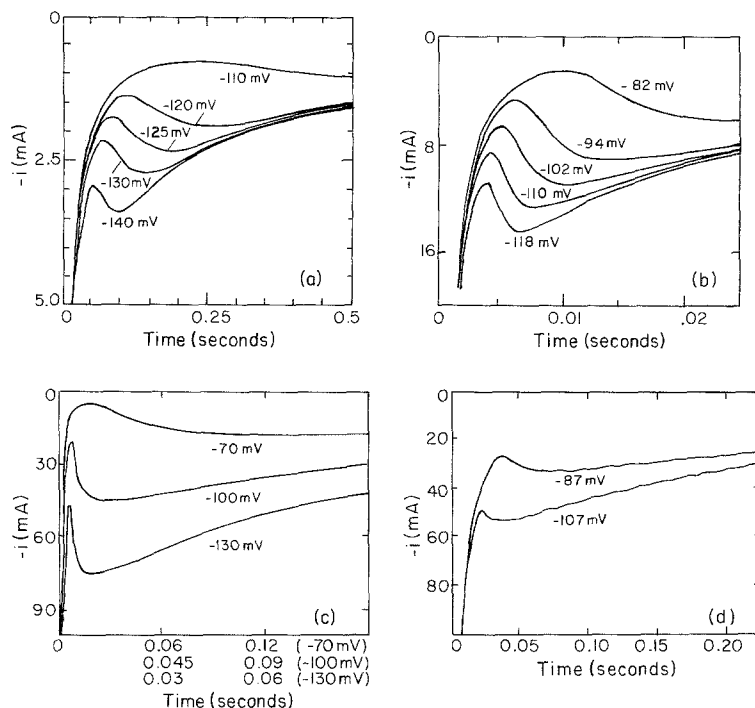 0
2.5
5.0
-i (mA)
-110 mV
-120 mV
-125 mV
-130 mV
-140 mV
(a)
0 0.25 0.5
Time (seconds)
0
8
16
-i (mA)
-82 mV
-94 mV
-102 mV
-110 mV
-118 mV
(b)
0 0.01 .02
Time (seconds)
0
30
60
90
-i (mA)
-70 mV
-100 mV
-130 mV
(c)
0 0.06 0.12 (-70 mV)
0.045 0.09 (-100 mV)
0.03 0.06 (-130 mV)
Time (seconds)
0
20
40
60
80
-i (mA)
-87 mV
-107 mV
(d)
0 0.05 0.10 0.15 0.20
Time (seconds)